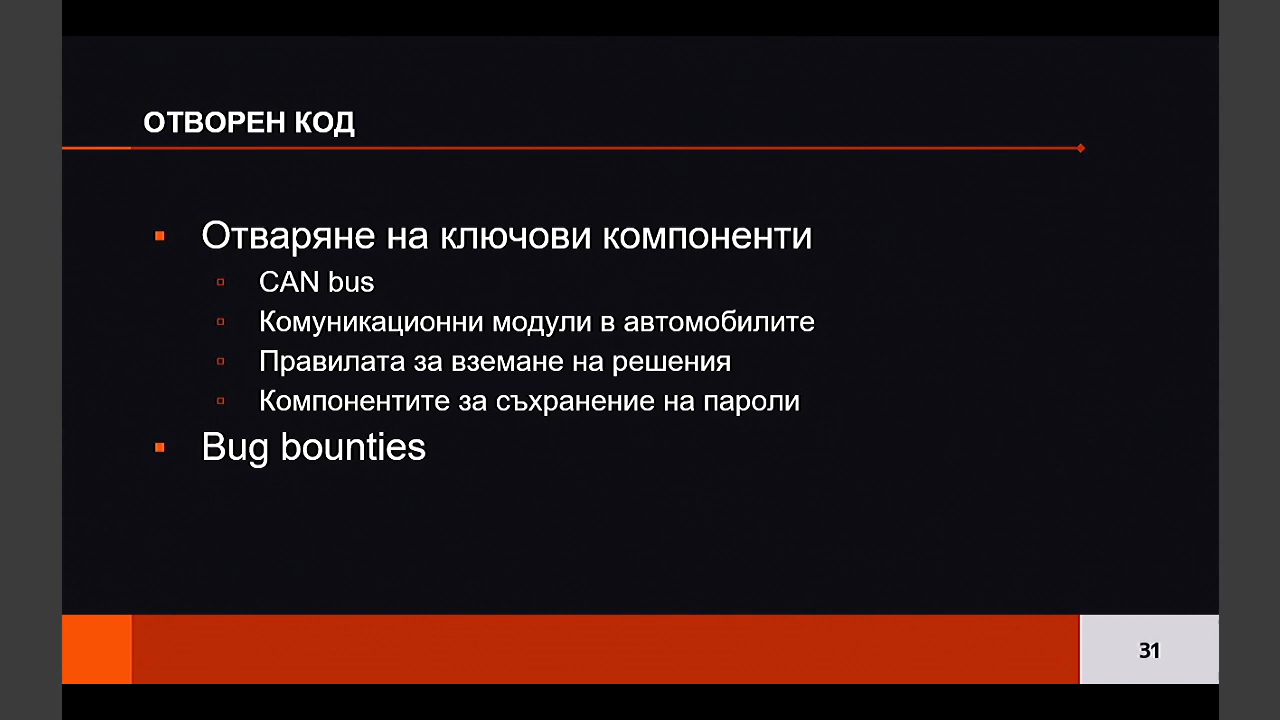 ОТВОРЕН КОД
Отваряне на ключови компоненти
CAN bus
Комуникационни модули в автомобилите
Правилата за вземане на решения
Компонентите за съхранение на пароли
Bug bounties
31